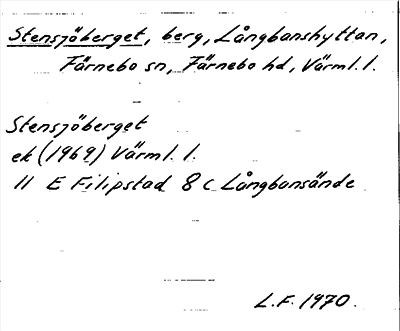 Stensjöberget, berg, Långbanshyttan,
Färnebo sn, Färnebo hd, Värml. l.
Stensjöberget
ek (1969) Värml. l.
11 E Filipstad 8 c Långbansände
L.F. 1970.